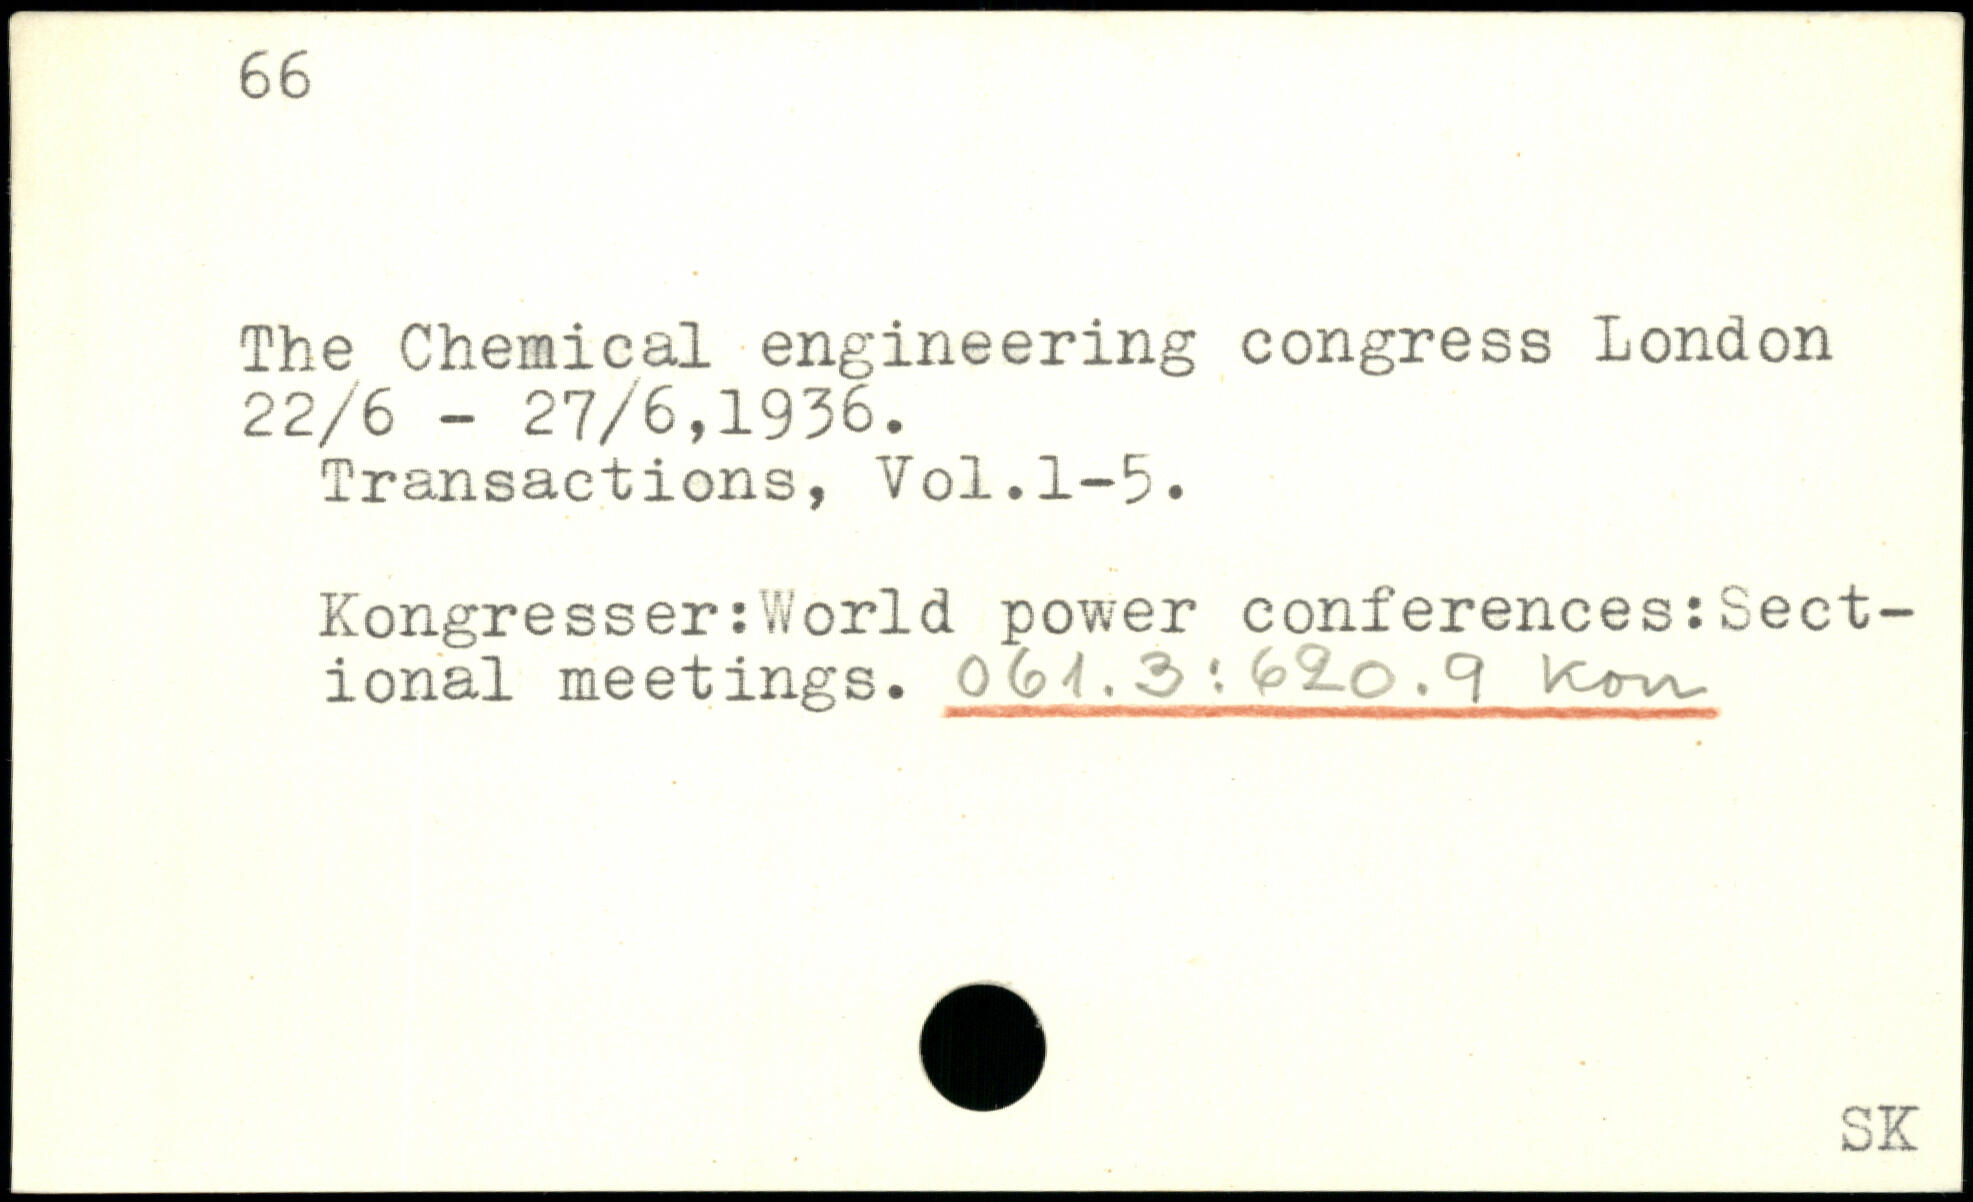 66
The Chemical engineering congress London
22/6 - 27/6,1936.
Transactions, Vol.1-5.
Kongresser:World power conferences:Sect-
ional meetings. 061.3:620.9 Kon
SK